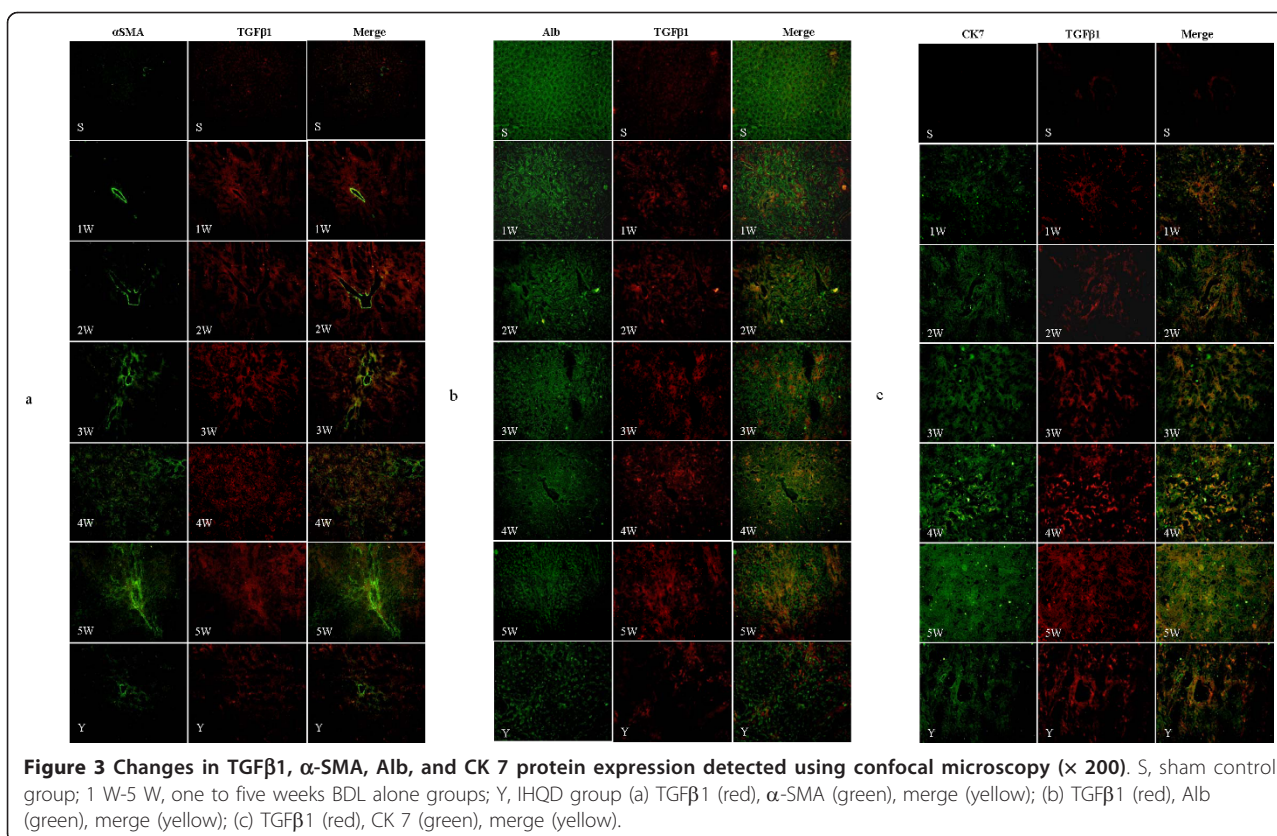 αSMA TGFβ1 Merge
S S S
1W 1W 1W
2W 2W 2W
3W 3W 3W
4W 4W 4W
5W 5W 5W
Y Y Y
a
Alb TGFβ1 Merge
S S S
1W 1W 1W
2W 2W 2W
3W 3W 3W
4W 4W 4W
5W 5W 5W
Y Y Y
b
CK7 TGFβ1 Merge
S S S
1W 1W 1W
2W 2W 2W
3W 3W 3W
4W 4W 4W
5W 5W 5W
Y Y Y
c
Figure 3 Changes in TGFβ1, α-SMA, Alb, and CK 7 protein expression detected using confocal microscopy (× 200). S, sham control
group; 1 W-5 W, one to five weeks BDL alone groups; Y, IHQD group (a) TGFβ1 (red), α-SMA (green), merge (yellow); (b) TGFβ1 (red), Alb
(green), merge (yellow); (c) TGFβ1 (red), CK 7 (green), merge (yellow).